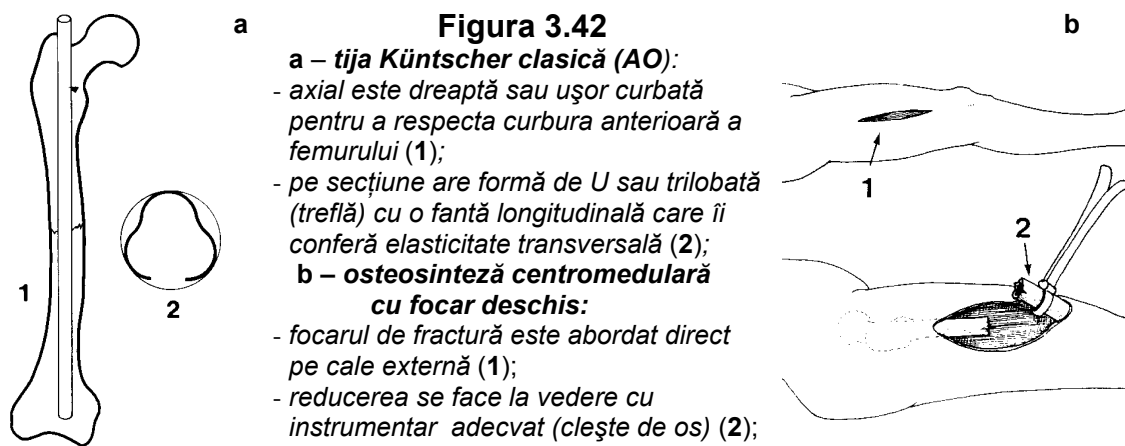 a
Figura 3.42
b
a – tija Küntscher clasică (AO):
- axial este dreaptă sau uşor curbată
pentru a respecta curbura anterioară a
femurului (1);
- pe secţiune are formă de U sau trilobată
(treflă) cu o fantă longitudinală care îi
conferă elasticitate transversală (2);
b – osteosinteză centromedulară
cu focar deschis:
- focarul de fractură este abordat direct
pe cale externă (1);
- reducerea se face la vedere cu
instrumentar adecvat (cleşte de os) (2);
1
2
1
2